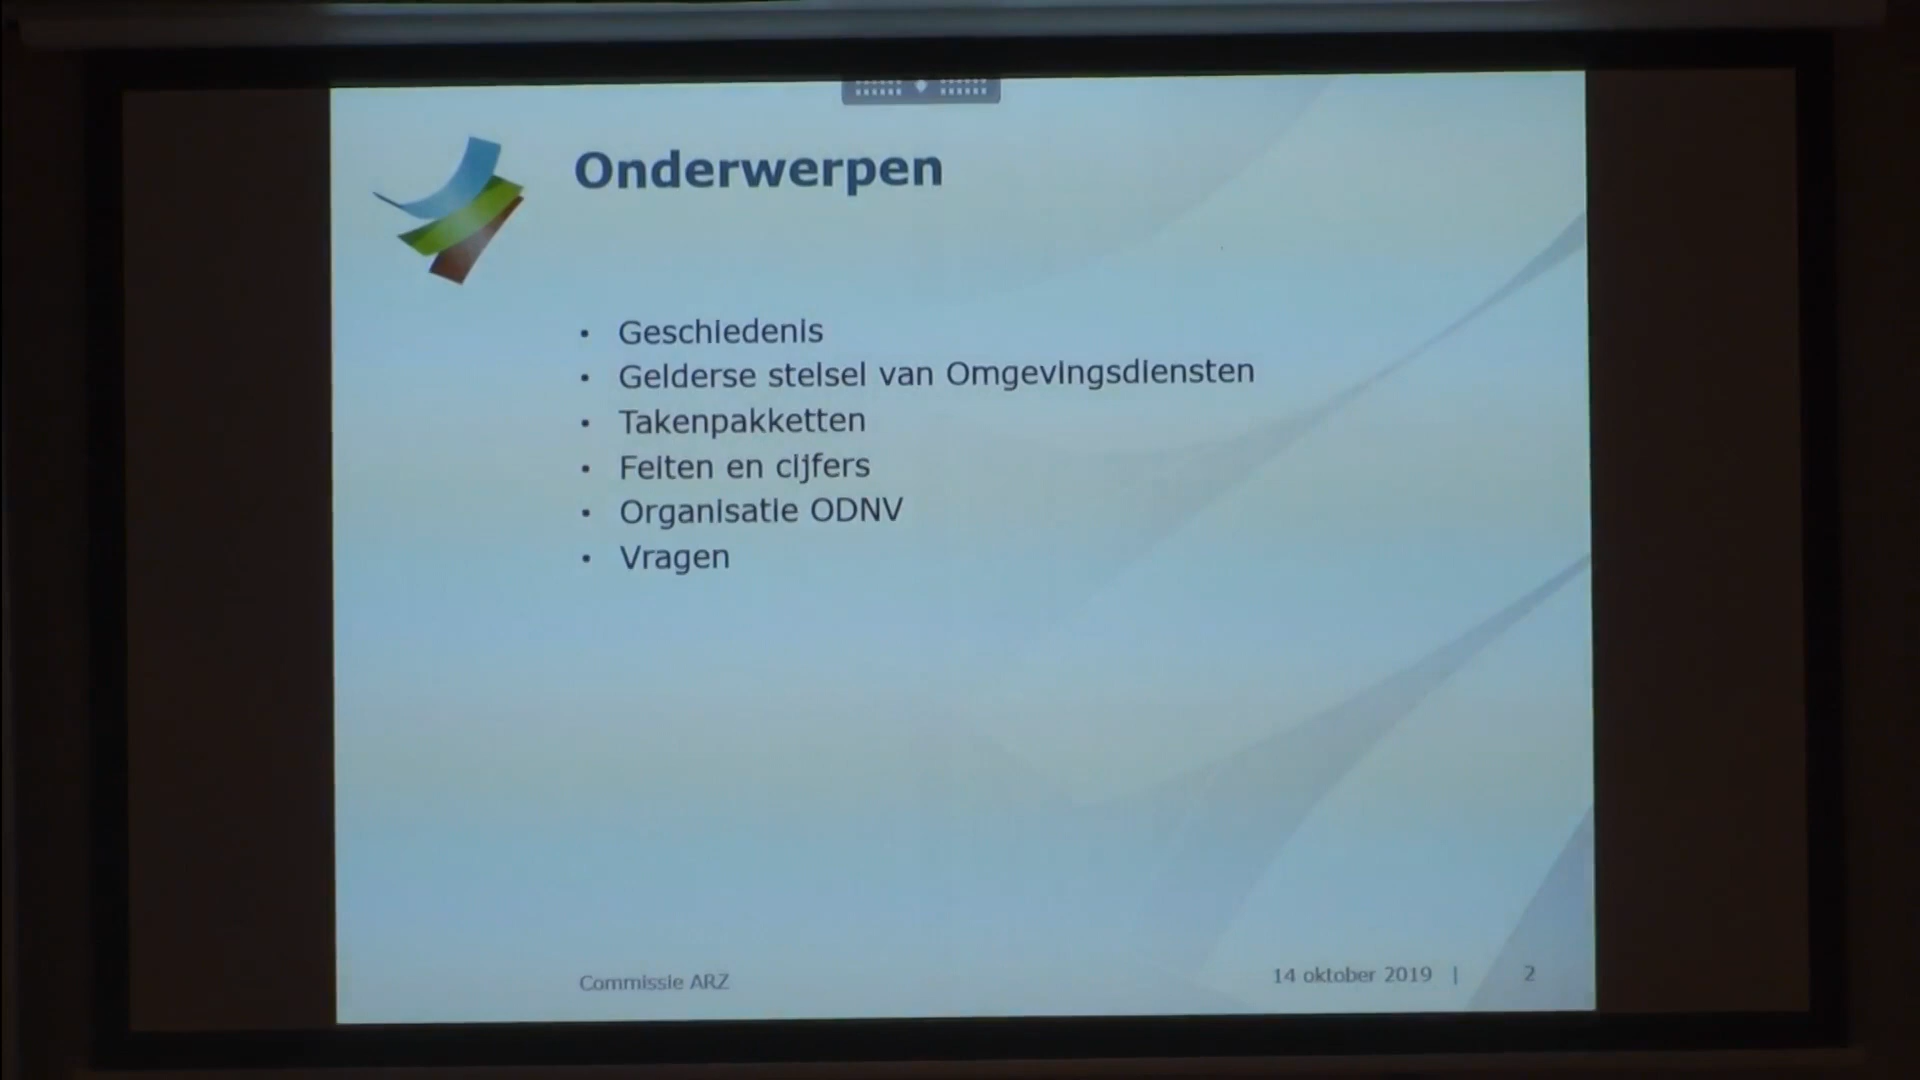 Onderwerpen
• Geschiedenis
• Gelderse stelsel van Omgevingsdiensten
• Takenpakketten
• Feiten en cijfers
• Organisatie ODNV
• Vragen
Commissie ARZ
14 oktober 2019 |
2